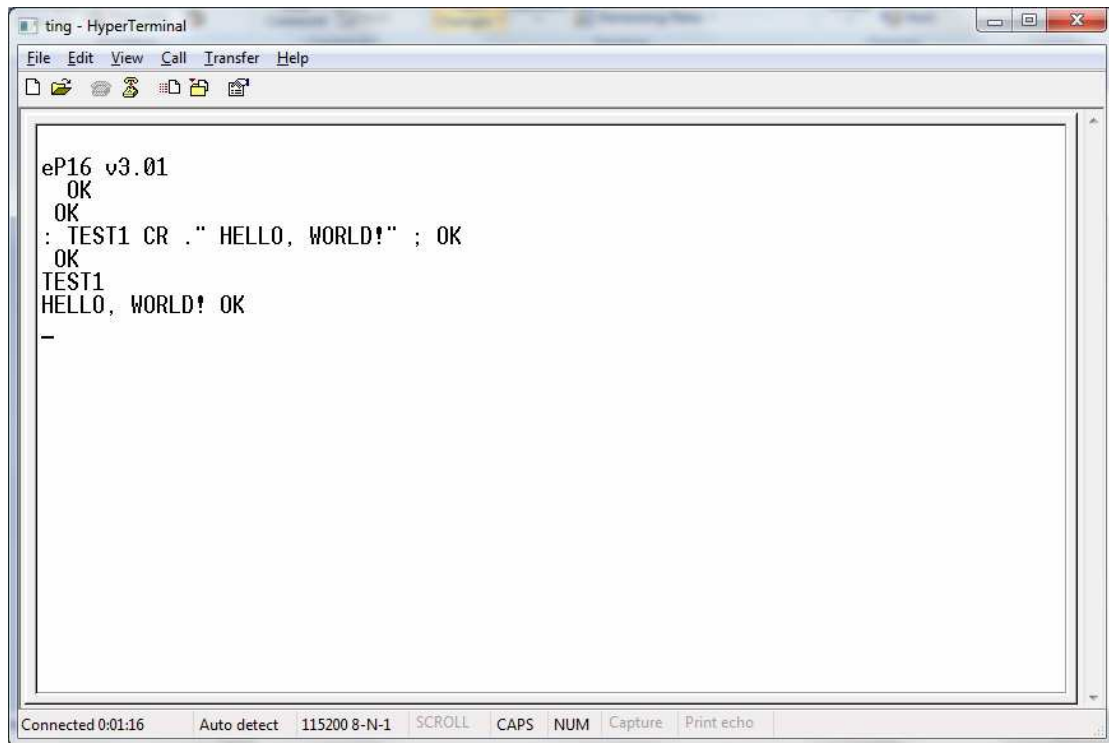 ting - HyperTerminal
File Edit View Call Transfer Help
eP16 v3.01
OK
OK
: TEST1 CR ." HELLO, WORLD!" ; OK
OK
TEST1
HELLO, WORLD! OK
_
Connected 0:01:16 Auto detect 115200 8-N-1 SCROLL CAPS NUM Capture Print echo